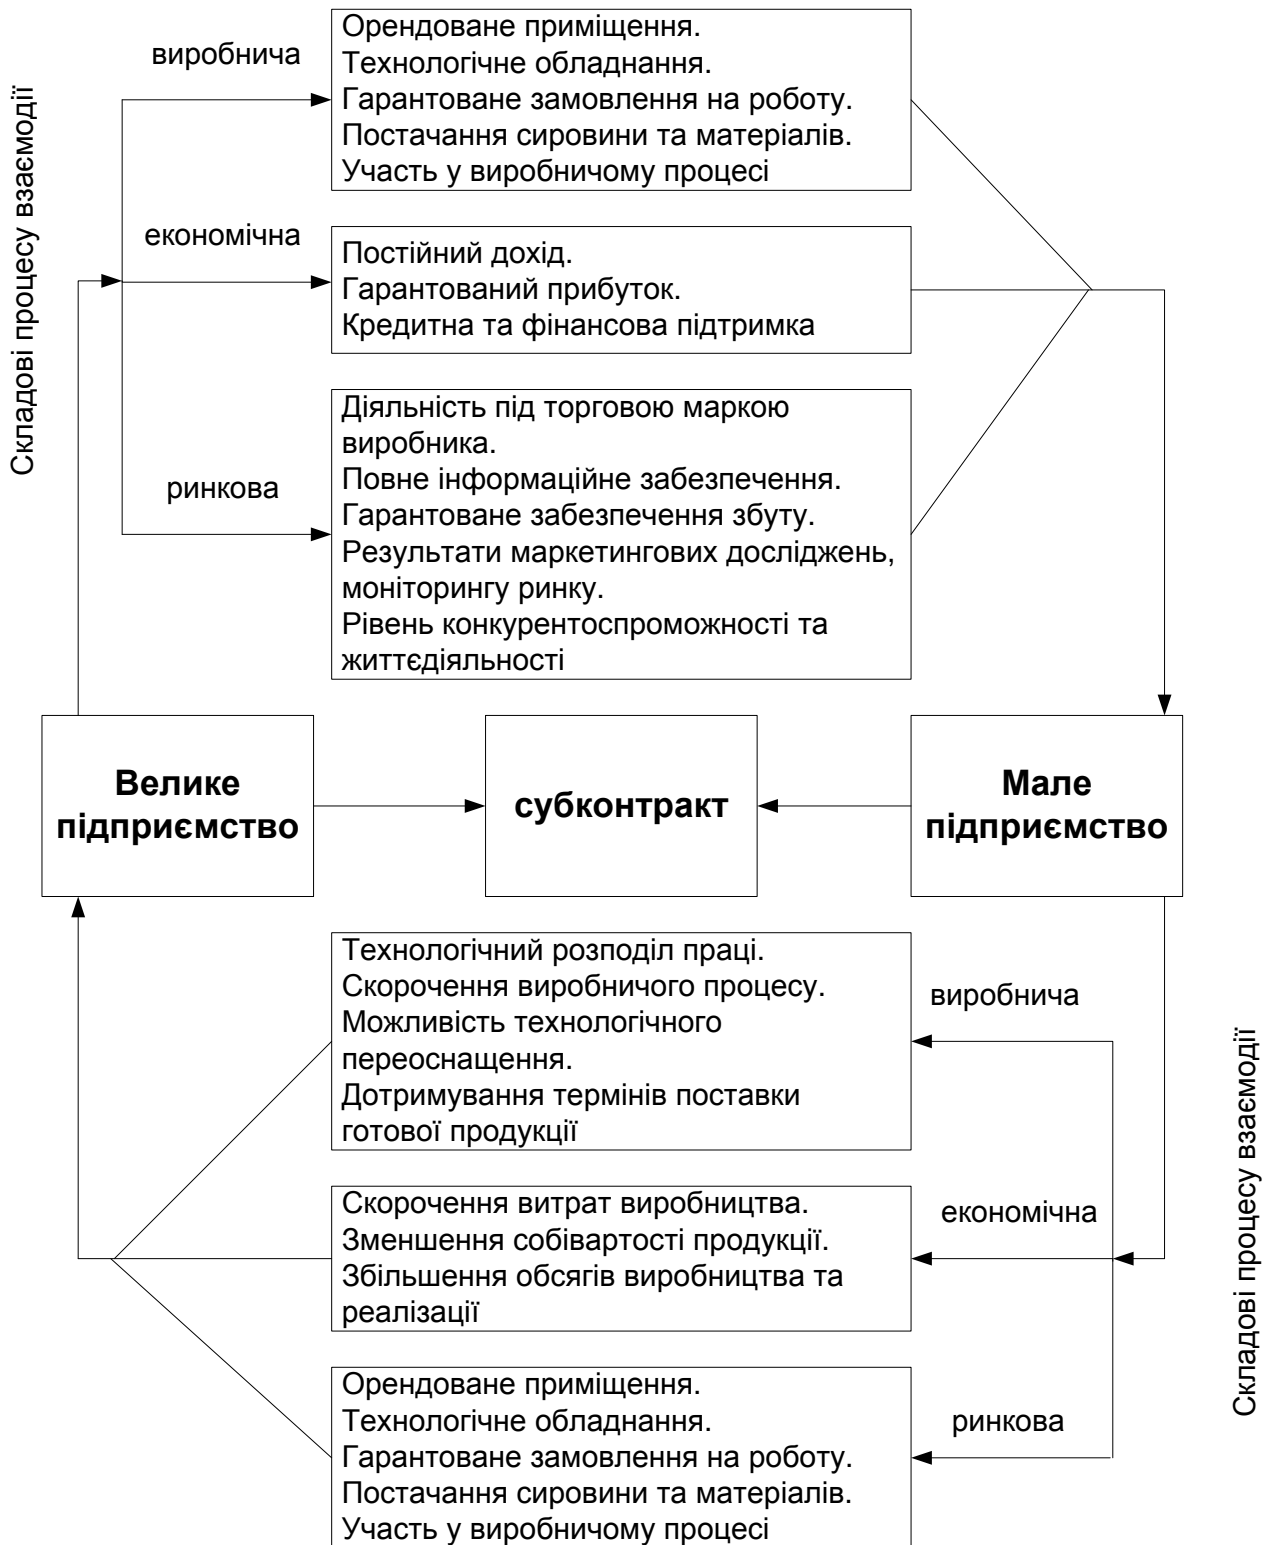 Складові процесу взаємодії
виробнича
Орендоване приміщення.
Технологічне обладнання.
Гарантоване замовлення на роботу.
Постачання сировини та матеріалів.
Участь у виробничому процесі
економічна
Постійний дохід.
Гарантований прибуток.
Кредитна та фінансова підтримка
ринкова
Діяльність під торговою маркою
виробника.
Повне інформаційне забезпечення.
Гарантоване забезпечення збуту.
Результати маркетингових досліджень,
моніторингу ринку.
Рівень конкурентоспроможності та
життєдіяльності
Велике
підприємство
субконтракт
Мале
підприємство
Технологічний розподіл праці.
Скорочення виробничого процесу.
Можливість технологічного
переоснащення.
Дотримування термінів поставки
готової продукції
виробнича
Скорочення витрат виробництва.
Зменшення собівартості продукції.
Збільшення обсягів виробництва та
реалізації
економічна
Орендоване приміщення.
Технологічне обладнання.
Гарантоване замовлення на роботу.
Постачання сировини та матеріалів.
Участь у виробничому процесі
ринкова
Складові процесу взаємодії